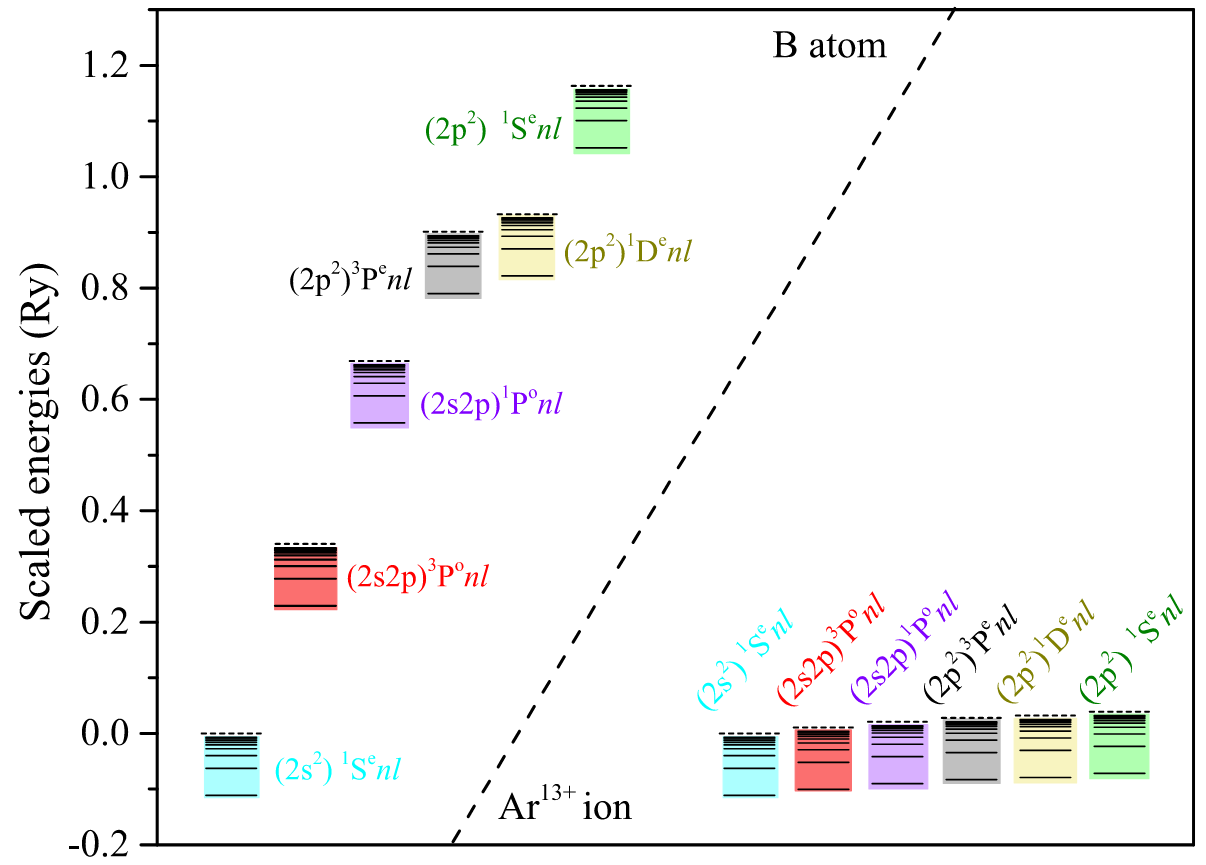 B atom
1.2
(2p²) ¹Sᵉnl
1.0
(2p²)¹Dᵉnl
(2p²)³Pᵉnl
0.8
Scaled energies (Ry)
0.6
(2s2p)¹Pᵒnl
0.4
(2s2p)³Pᵒnl
0.2
(2s²) ¹Sᵉnl
(2s2p)³Pᵒnl
(2s2p)¹Pᵒnl
(2p²)³Pᵉnl
(2p²)¹Dᵉnl
(2p²) ¹Sᵉnl
0.0
(2s²) ¹Sᵉnl
Ar¹³⁺ ion
-0.2